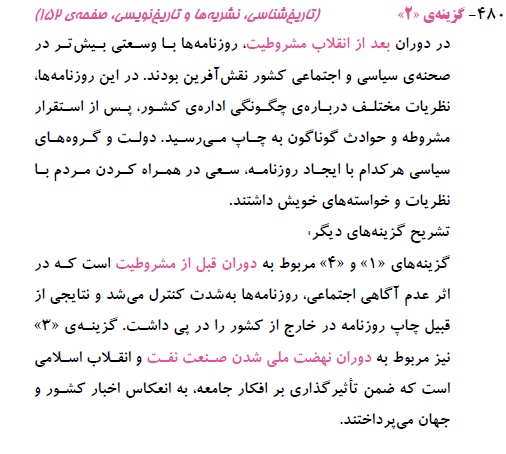 ۴۸۰- گزینه‌ی «۲» (تاریخ‌شناسی، نشریه‌ها و تاریخ‌نویسی، صفحه‌ی ۱۵۲)
در دوران بعد از انقلاب مشروطیت، روزنامه‌ها با وسعتی بیش‌تر در
صحنه‌ی سیاسی و اجتماعی کشور نقش‌آفرین بودند. در این روزنامه‌ها،
نظریات مختلف درباره‌ی چگونگی اداره‌ی کشور، پس از استقرار
مشروطه و حوادث گوناگون به چاپ می‌رسید. دولت و گروه‌های
سیاسی هرکدام با ایجاد روزنامه، سعی در همراه کردن مردم با
نظریات و خواسته‌های خویش داشتند.
تشریح گزینه‌های دیگر:
گزینه‌های «۱» و «۴» مربوط به دوران قبل از مشروطیت است که در
اثر عدم آگاهی اجتماعی، روزنامه‌ها به‌شدت کنترل می‌شد و نتایجی از
قبیل چاپ روزنامه در خارج از کشور را در پی داشت. گزینه‌ی «۳»
نیز مربوط به دوران نهضت ملی شدن صنعت نفت و انقلاب اسلامی
است که ضمن تأثیرگذاری بر افکار جامعه، به انعکاس اخبار کشور و
جهان می‌پرداختند.